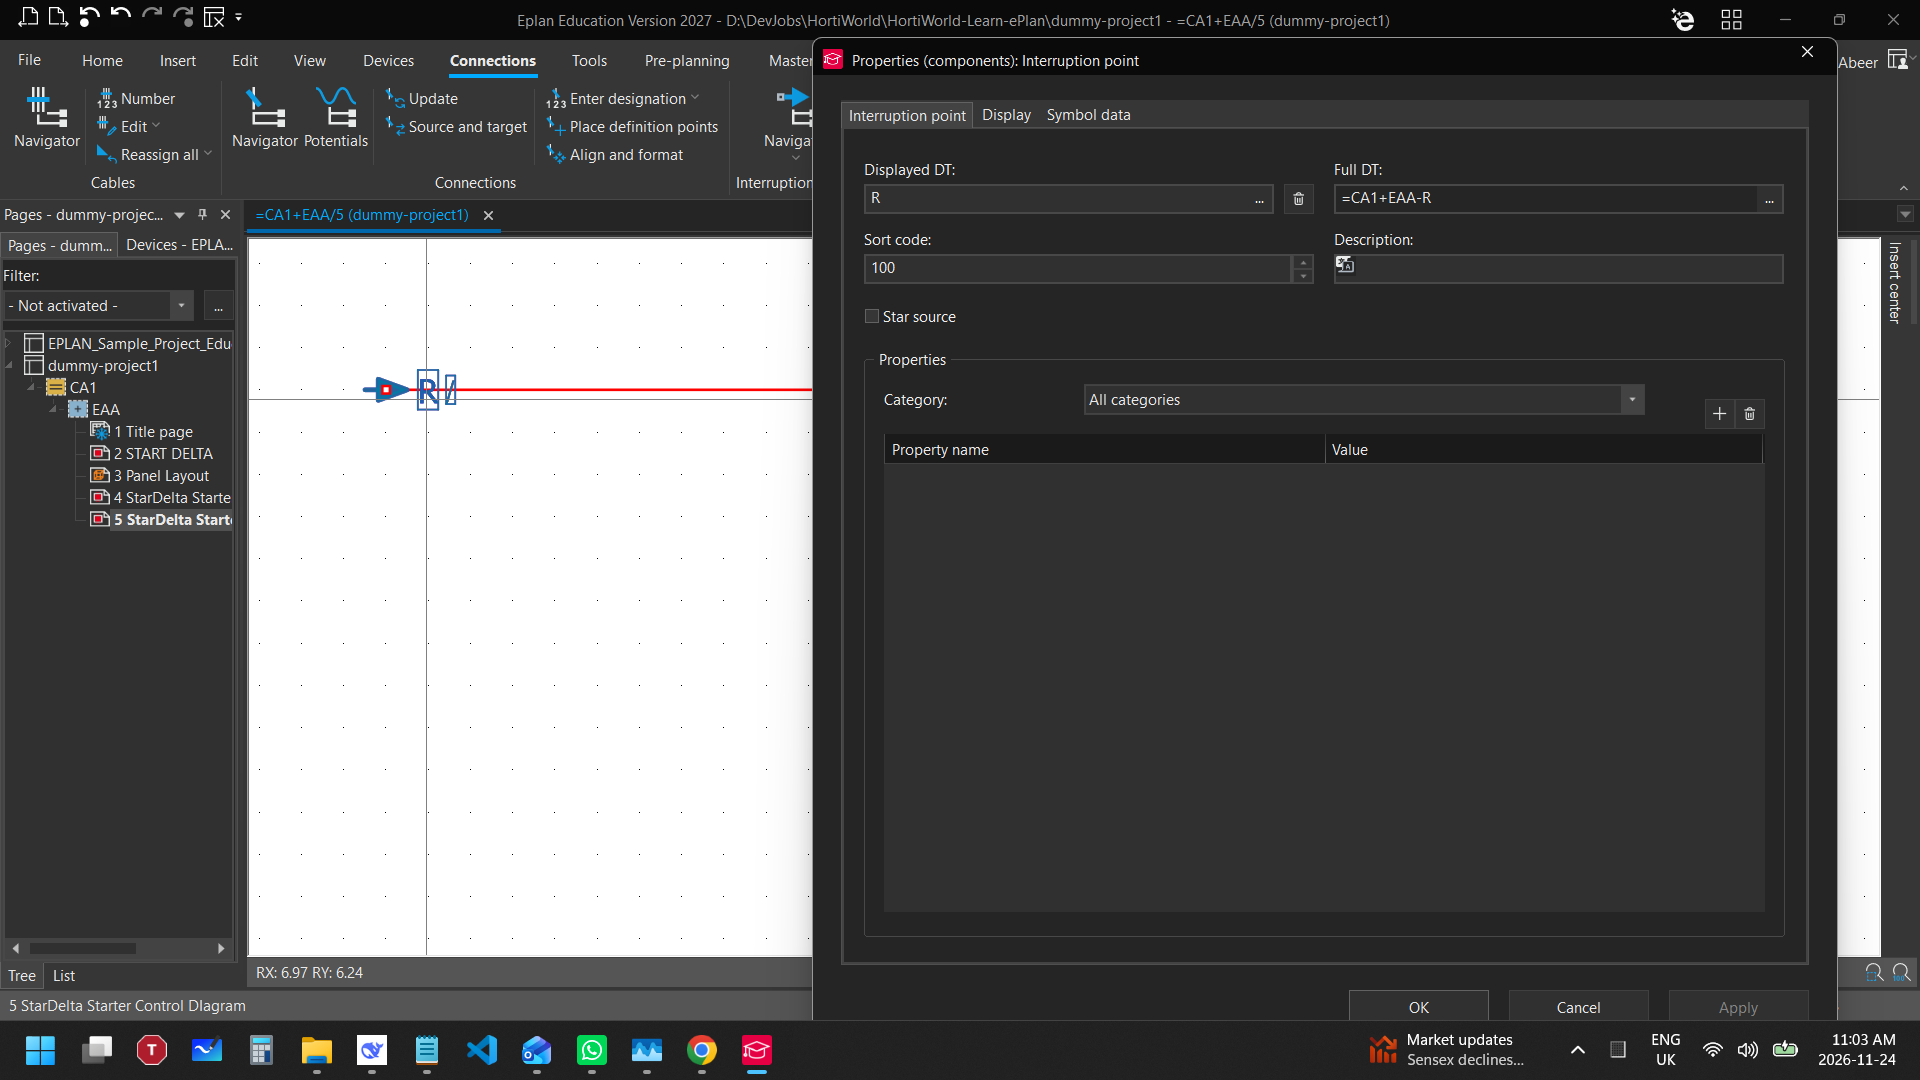 Eplan Education Version 2027 - D:\DevJobs\HortiWorld\HortiWorld-Learn-ePlan\dummy-project1 - =CA1+EAA/5 (dummy-project1)
File
Home
Insert
Edit
View
Devices
Connections
Tools
Pre-planning
Master
Abeer
Navigator
Number
Edit
Reassign all
Cables
Navigator
Potentials
Update
Source and target
Enter designation
Place definition points
Align and format
Connections
Naviga
Interruption
Pages - dummy-projec...
=CA1+EAA/5 (dummy-project1)
Pages - dumm...
Devices - EPLA...
Filter:
- Not activated -
...
EPLAN_Sample_Project_Edu
dummy-project1
CA1
EAA
1 Title page
2 START DELTA
3 Panel Layout
4 StarDelta Starte
5 StarDelta Starte
Tree
List
R /
RX: 6.97 RY: 6.24
5 StarDelta Starter Control DIagram
Insert center
Properties (components): Interruption point
Interruption point
Display
Symbol data
Displayed DT:
R
...
Full DT:
=CA1+EAA-R
...
Sort code:
100
Description:
Star source
Properties
Category:
All categories
Property name
Value
OK
Cancel
Apply
Market updates
Sensex declines...
ENG
UK
11:03 AM
2026-11-24